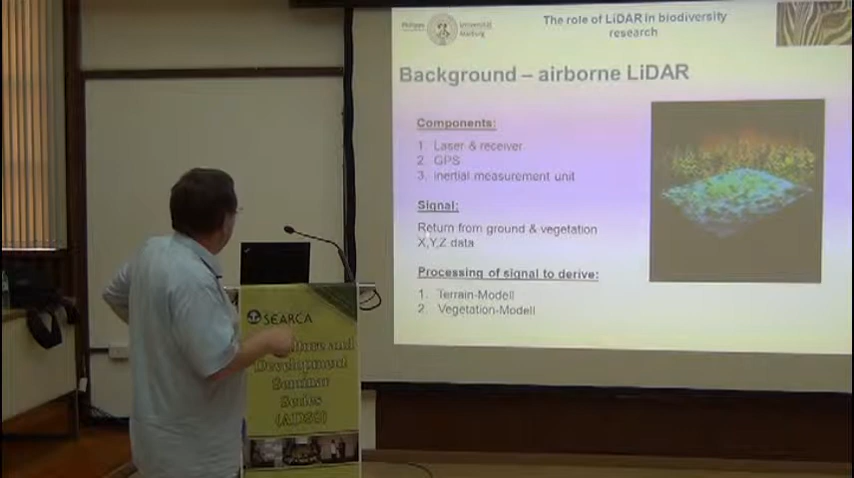 Philipps Universität
Marburg
The role of LiDAR in biodiversity
research
Background – airborne LiDAR
Components:
1. Laser & receiver
2. GPS
3. inertial measurement unit
Signal:
Return from ground & vegetation
X,Y,Z data
Processing of signal to derive:
1. Terrain-Modell
2. Vegetation-Modell
SEARCA
and
Development
Seminar
Series
(ADSS)